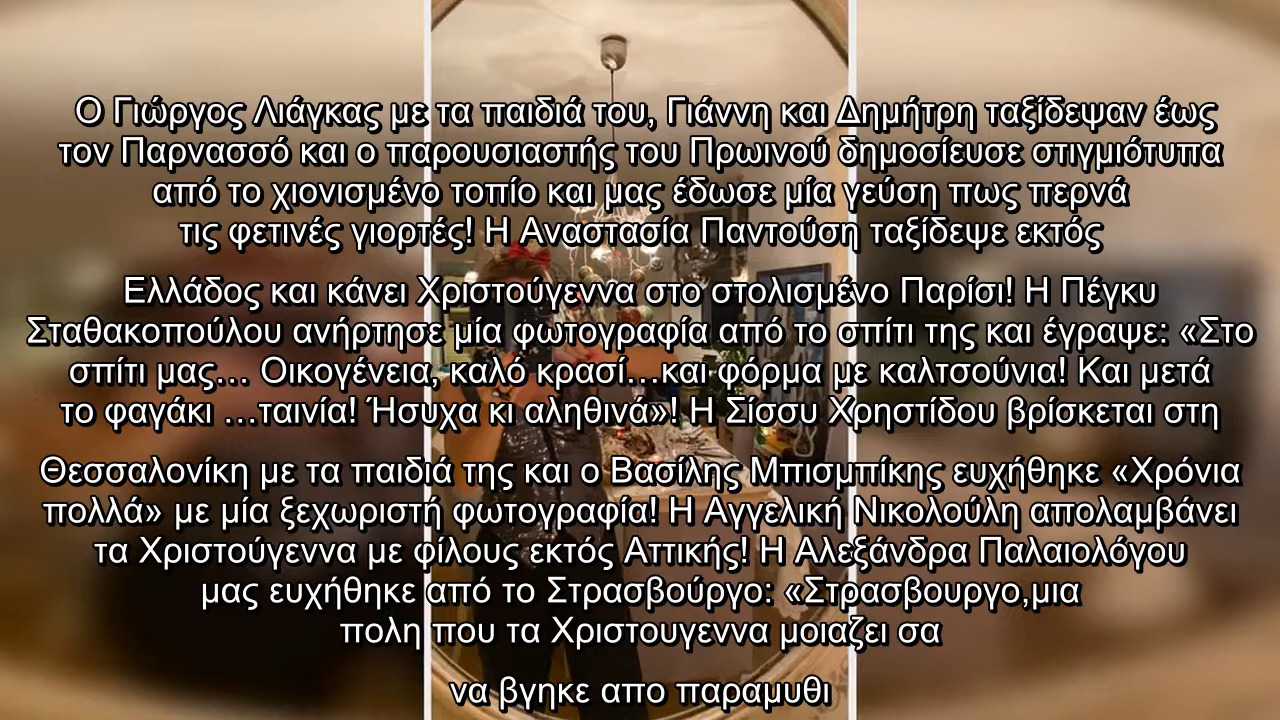 Ο Γιώργος Λιάγκας με τα παιδιά του, Γιάννη και Δημήτρη ταξίδεψαν έως
τον Παρνασσό και ο παρουσιαστής του Πρωινού δημοσίευσε στιγμιότυπα
από το χιονισμένο τοπίο και μας έδωσε μία γεύση πως περνά
τις φετινές γιορτές! Η Αναστασία Παντούση ταξίδεψε εκτός
Ελλάδος και κάνει Χριστούγεννα στο στολισμένο Παρίσι! Η Πέγκυ
Σταθακοπούλου ανήρτησε μία φωτογραφία από το σπίτι της και έγραψε: «Στο
σπίτι μας… Οικογένεια, καλό κρασί…και φόρμα με καλτσούνια! Και μετά
το φαγάκι …ταινία! Ήσυχα κι αληθινά»! Η Σίσσυ Χρηστίδου βρίσκεται στη
Θεσσαλονίκη με τα παιδιά της και ο Βασίλης Μπισμπίκης ευχήθηκε «Χρόνια
πολλά» με μία ξεχωριστή φωτογραφία! Η Αγγελική Νικολούλη απολαμβάνει
τα Χριστούγεννα με φίλους εκτός Αττικής! Η Αλεξάνδρα Παλαιολόγου
μας ευχήθηκε από το Στρασβούργο: «Στρασβουργο,μια
πολη που τα Χριστουγεννα μοιαζει σα
να βγηκε απο παραμυθι